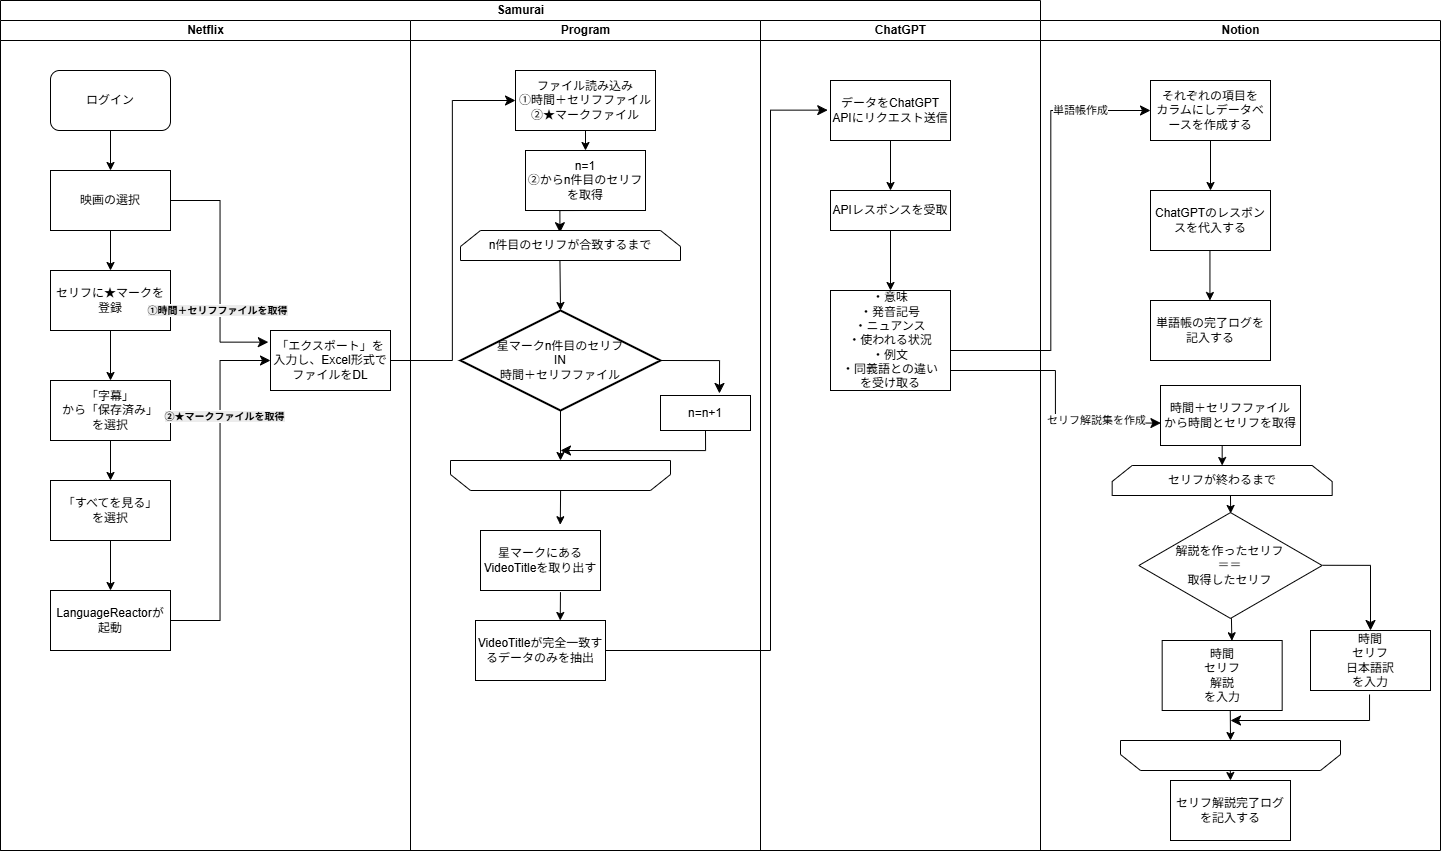 Samurai
Netflix
Program
ChatGPT
Notion
ログイン
映画の選択
セリフに★マークを
登録
①時間＋セリフファイルを取得
「エクスポート」を
入力し、Excel形式で
ファイルをDL
「字幕」
から「保存済み」
を選択
②★マークファイルを取得
「すべてを見る」
を選択
LanguageReactorが
起動
ファイル読み込み
①時間＋セリフファイル
②★マークファイル
n=1
②からn件目のセリフ
を取得
n件目のセリフが合致するまで
星マークn件目のセリフ
IN
時間＋セリフファイル
n=n+1
星マークにある
VideoTitleを取り出す
VideoTitleが完全一致す
るデータのみを抽出
データをChatGPT
APIにリクエスト送信
APIレスポンスを受取
・意味
・発音記号
・ニュアンス
・使われる状況
・例文
・同義語との違い
を受け取る
単語帳作成
それぞれの項目を
カラムにしデータベ
ースを作成する
ChatGPTのレスポン
スを代入する
単語帳の完了ログを
記入する
セリフ解説集を作成
時間＋セリフファイル
から時間とセリフを取得
セリフが終わるまで
解説を作ったセリフ
＝＝
取得したセリフ
時間
セリフ
解説
を入力
時間
セリフ
日本語訳
を入力
セリフ解説完了ログ
を記入する